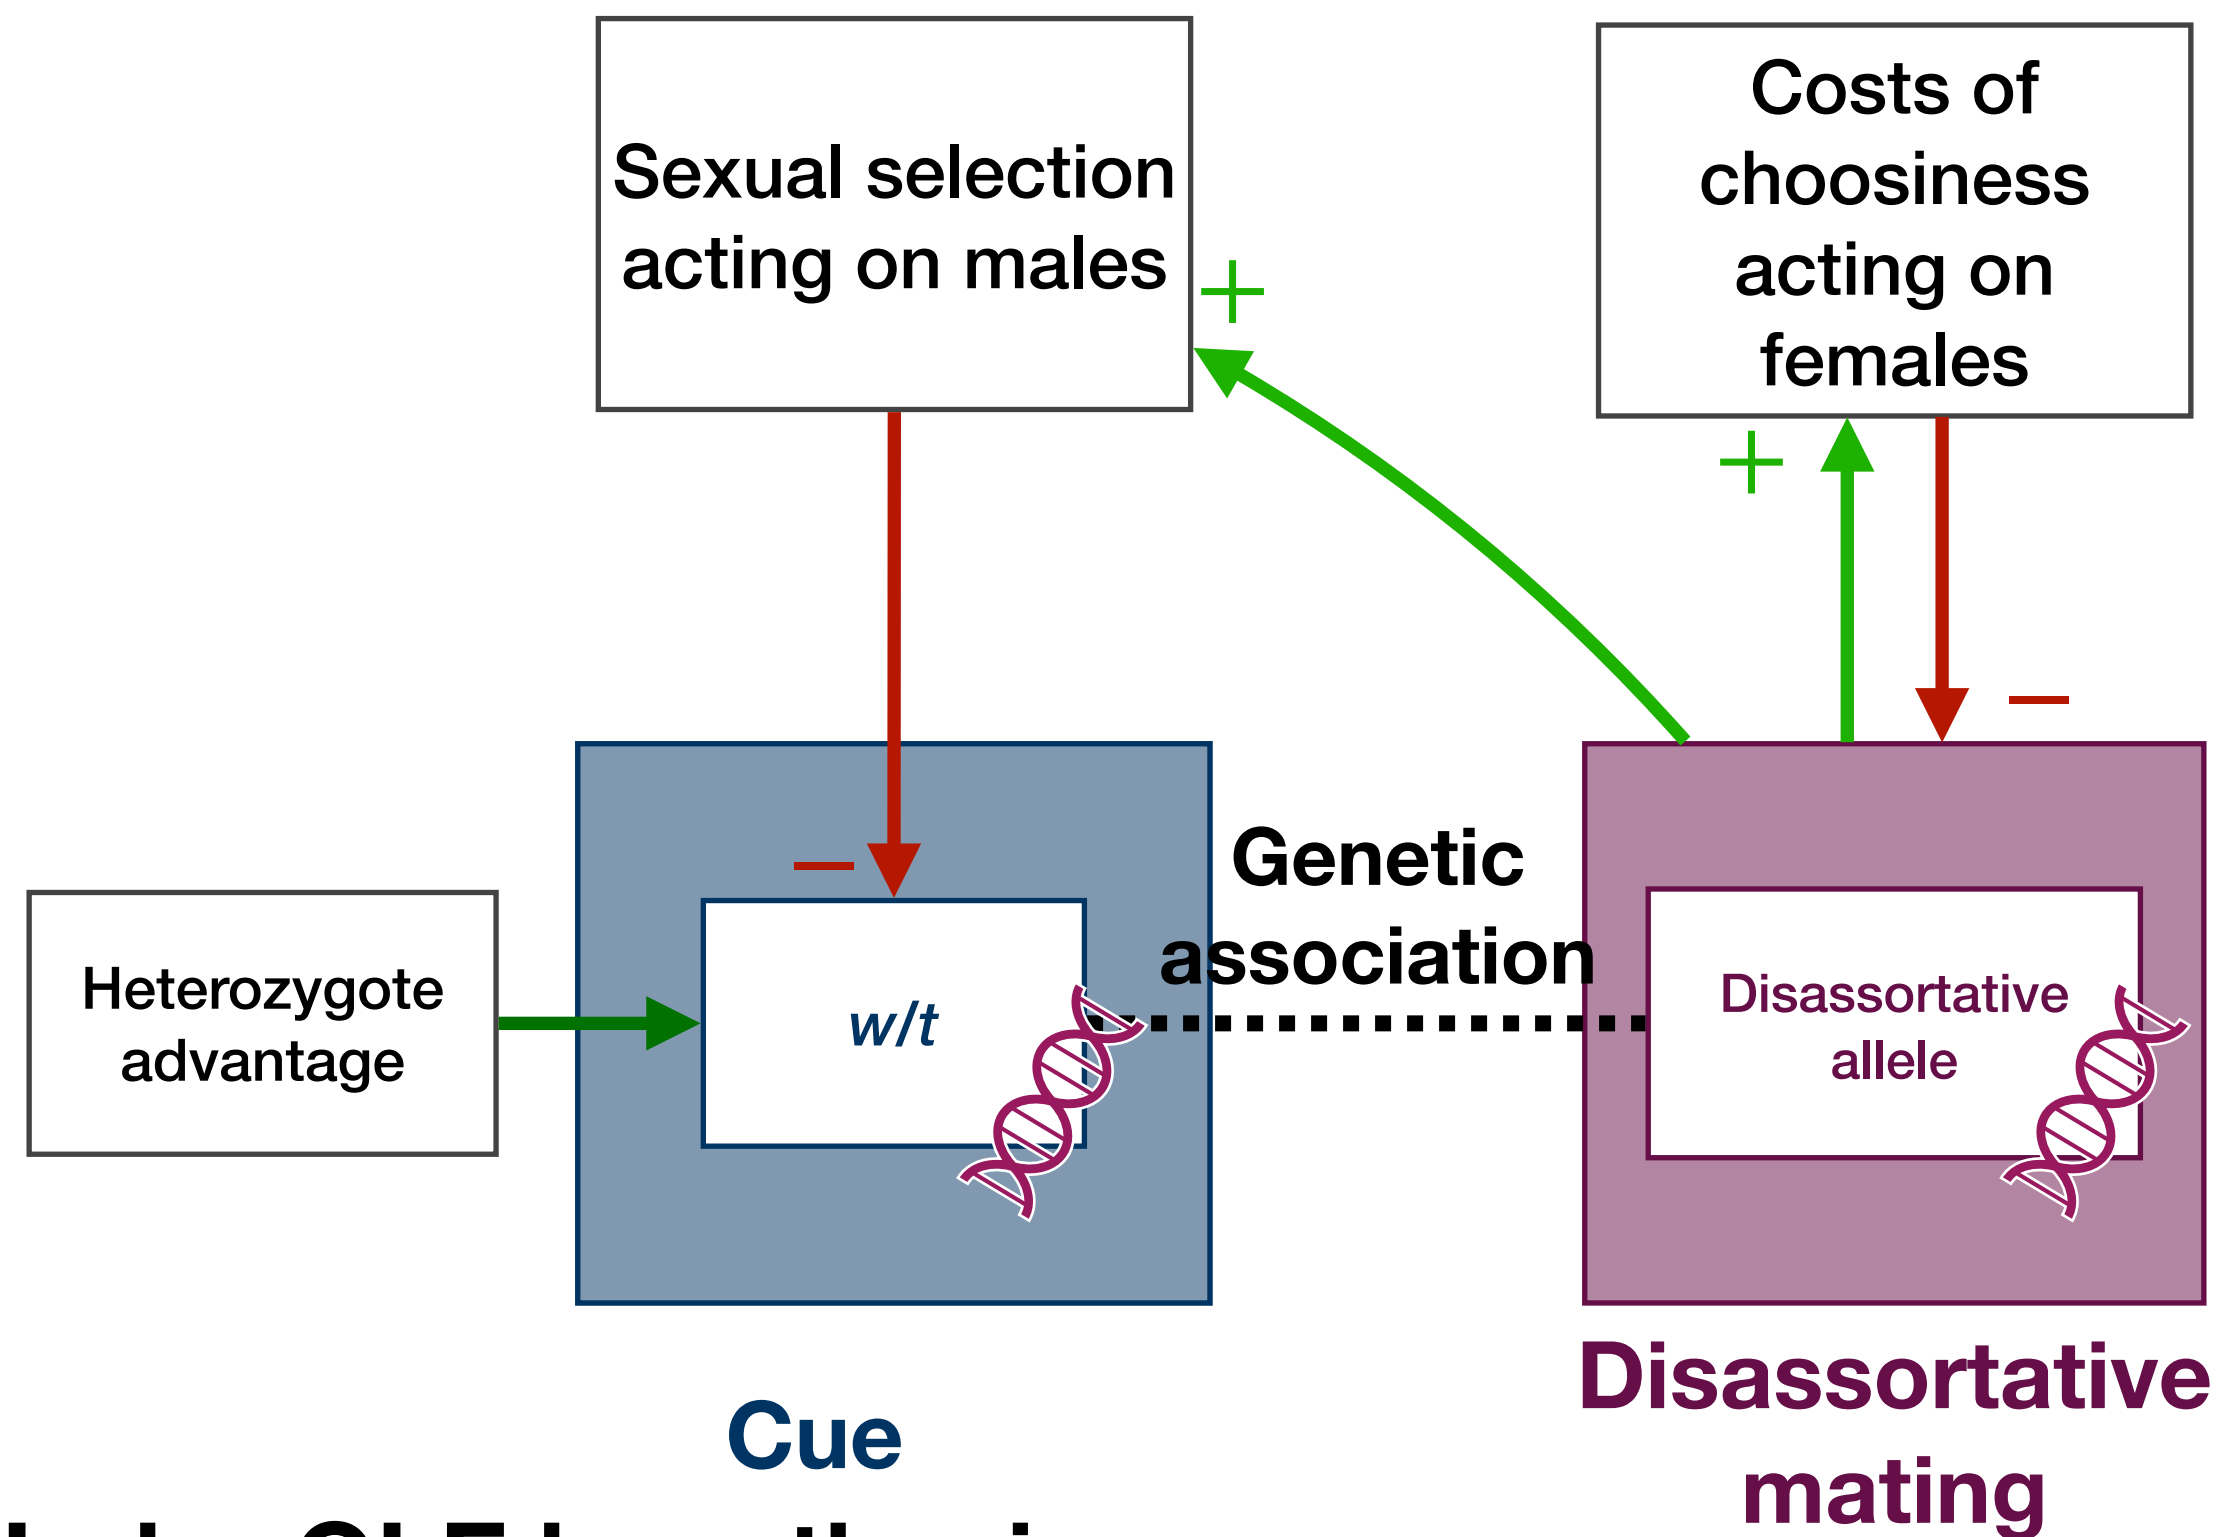 Sexual selection
acting on males
Costs of
choosiness
acting on
females
Heterozygote
advantage
w/t
Genetic
association
Disassortative
allele
Cue
Disassortative
mating